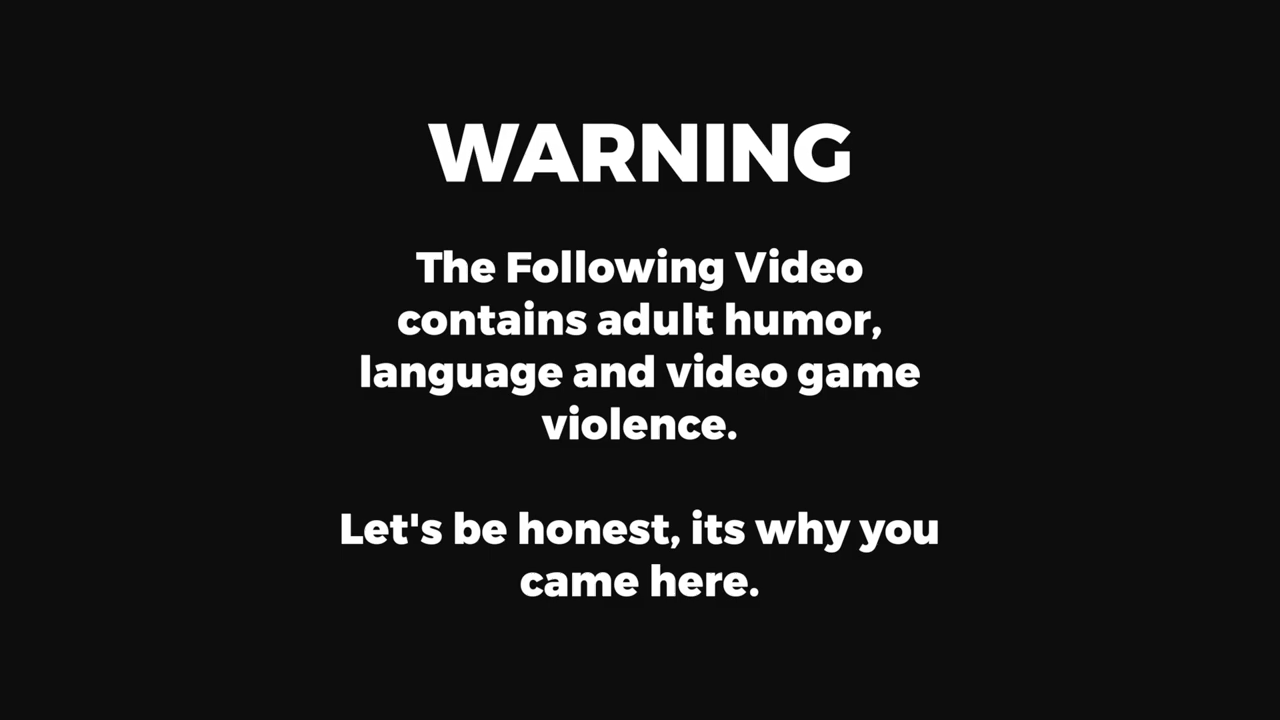 WARNING
The Following Video
contains adult humor,
language and video game
violence.
Let's be honest, its why you
came here.